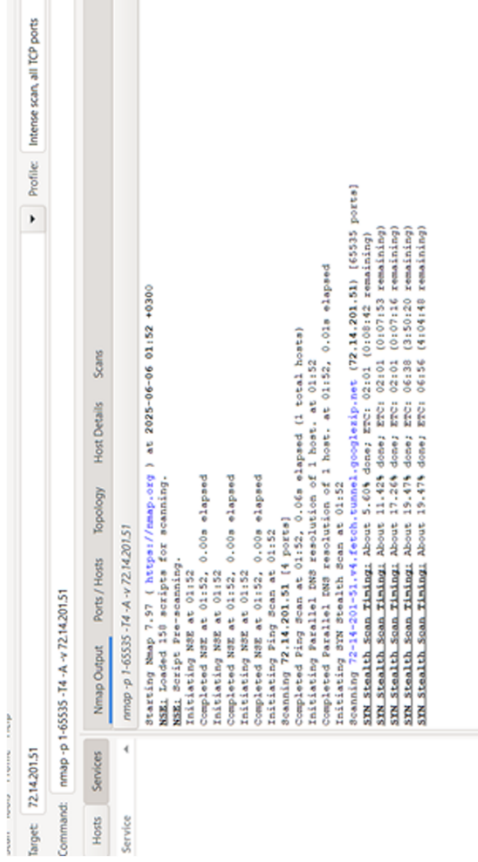 Target: 72.14.201.51
Profile: Intense scan, all TCP ports
Command: nmap -p 1-65535 -T4 -A -v 72.14.201.51
Hosts Services
Nmap Output Ports / Hosts Topology Host Details Scans
Service
nmap -p 1-65535 -T4 -A -v 72.14.201.51
Starting Nmap 7.97 ( https://nmap.org ) at 2025-06-06 01:52 +0300
NSE: Loaded 158 scripts for scanning.
NSE: Script Pre-scanning.
Initiating NSE at 01:52
Completed NSE at 01:52, 0.00s elapsed
Initiating NSE at 01:52
Completed NSE at 01:52, 0.00s elapsed
Initiating NSE at 01:52
Completed NSE at 01:52, 0.00s elapsed
Initiating Ping Scan at 01:52
Scanning 72.14.201.51 [4 ports]
Completed Ping Scan at 01:52, 0.06s elapsed (1 total hosts)
Initiating Parallel DNS resolution of 1 host. at 01:52
Completed Parallel DNS resolution of 1 host. at 01:52, 0.01s elapsed
Initiating SYN Stealth Scan at 01:52
Scanning 72-14-201-51.v4.fetch.tunnel.googlezip.net (72.14.201.51) [65535 ports]
SYN Stealth Scan Timing: About 5.60% done; ETC: 02:01 (0:08:42 remaining)
SYN Stealth Scan Timing: About 11.42% done; ETC: 02:01 (0:07:53 remaining)
SYN Stealth Scan Timing: About 17.26% done; ETC: 02:01 (0:07:16 remaining)
SYN Stealth Scan Timing: About 19.47% done; ETC: 06:38 (3:50:20 remaining)
SYN Stealth Scan Timing: About 19.47% done; ETC: 06:56 (4:04:48 remaining)